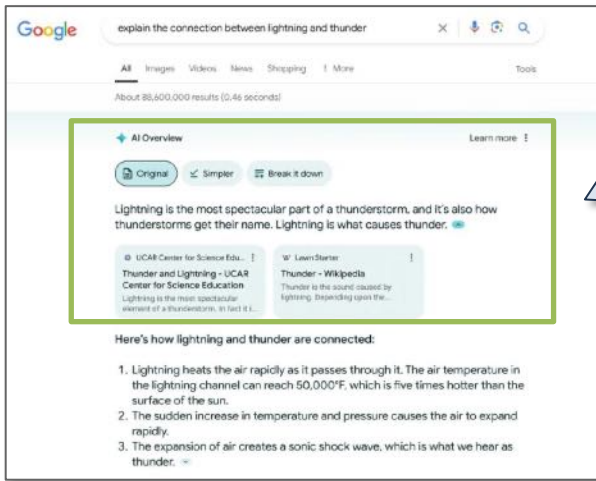 Google
explain the connection between lightning and thunder
All Images Videos News Shopping More Tools
About 88,600,000 results (0.46 seconds)
AI Overview Learn more
Original Simpler Break it down
Lightning is the most spectacular part of a thunderstorm, and it's also how
thunderstorms get their name. Lightning is what causes thunder.
UCAR Center for Science Edu...
Thunder and Lightning - UCAR
Center for Science Education
Lightning is the most spectacular
element of a thunderstorm. In fact it i...
W LawnStarter
Thunder - Wikipedia
Thunder is the sound caused by
lightning. Depending upon the...
Here's how lightning and thunder are connected:
1. Lightning heats the air rapidly as it passes through it. The air temperature in
the lightning channel can reach 50,000°F, which is five times hotter than the
surface of the sun.
2. The sudden increase in temperature and pressure causes the air to expand
rapidly.
3. The expansion of air creates a sonic shock wave, which is what we hear as
thunder.